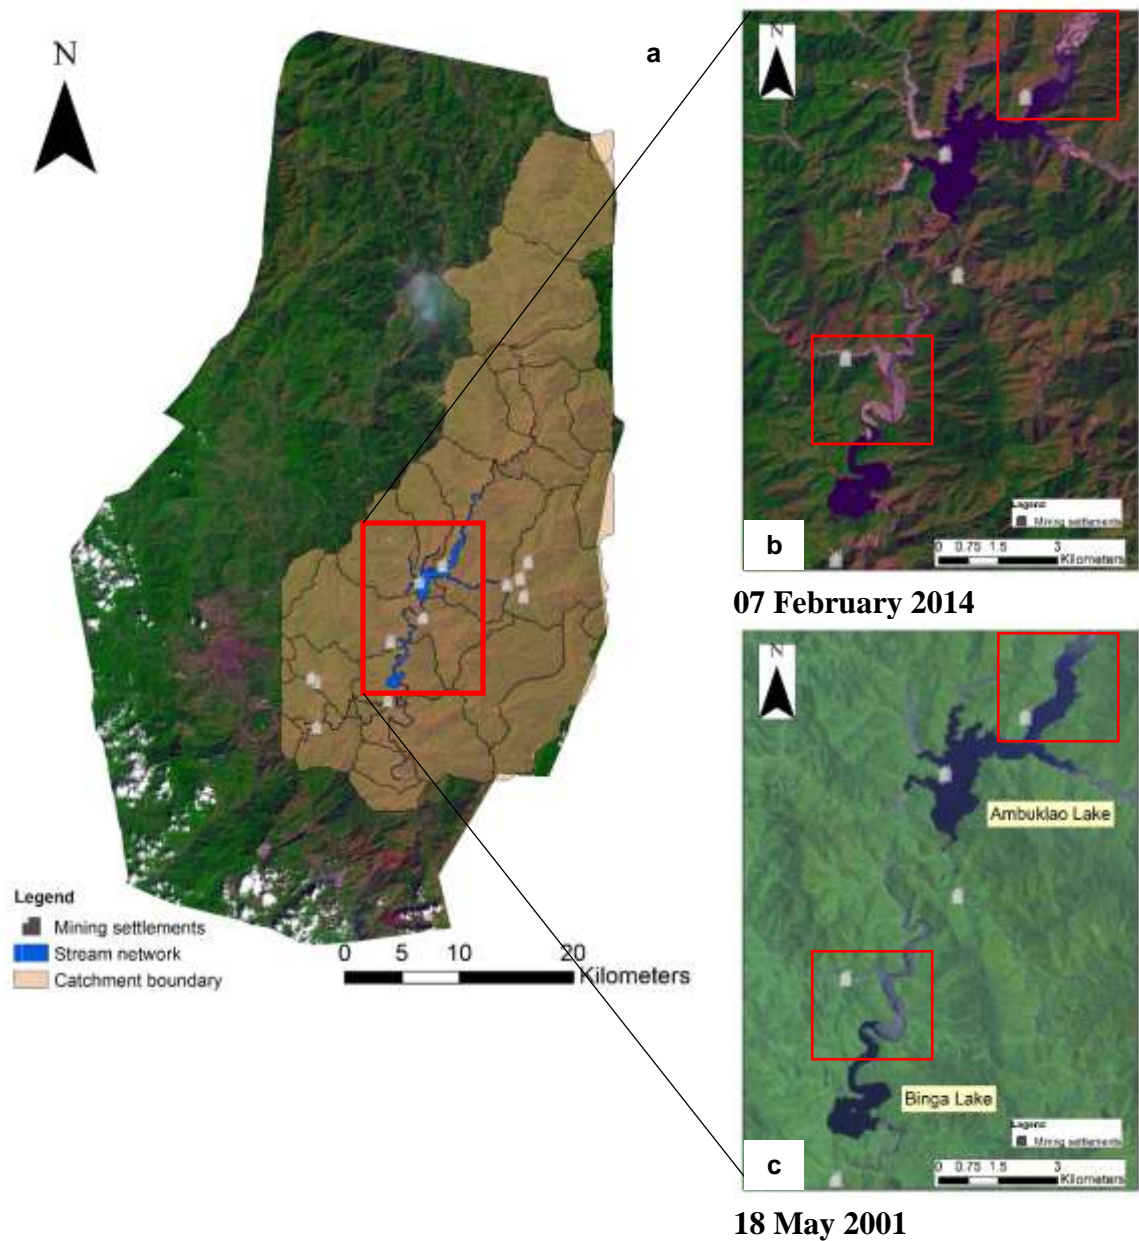 N
a
Legend
Mining settlements
Stream network
Catchment boundary
0 5 10 20
Kilometers
N
Legend
Mining settlements
0 0.75 1.5 3
Kilometers
b
07 February 2014
N
Ambuklao Lake
Binga Lake
Legend
Mining settlements
0 0.75 1.5 3
Kilometers
c
18 May 2001